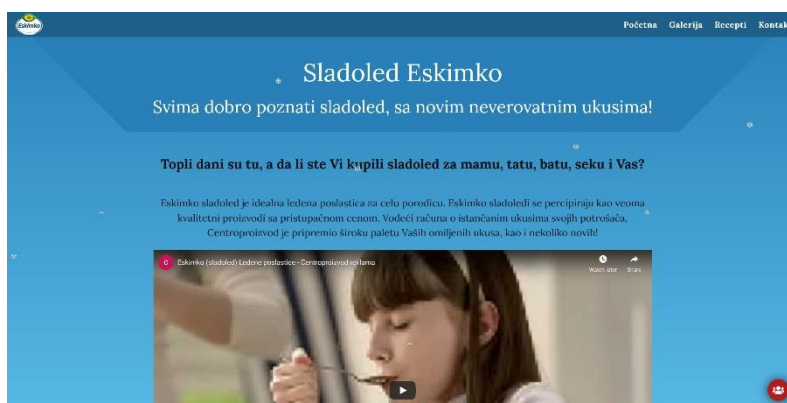 Eskimko
Početna Galerija Recepti Kontak
Sladoled Eskimko
Svima dobro poznati sladoled, sa novim neverovatnim ukusima!
Topli dani su tu, a da li ste Vi kupili sladoled za mamu, tatu, batu, seku i Vas?
Eskimko sladoled je idealna ledena poslastica za celu porodicu. Eskimko sladoledi se percipiraju kao veoma
kvalitetni proizvodi sa pristupačnom cenom. Vodeći računa o istančanim ukusima svojih potrošača,
Centroproizvod je pripremio široku paletu Vaših omiljenih ukusa, kao i nekoliko novih!
C Eskimko (sladoled) Ledene poslastice - Centroproizvod reklama
Watch later Share